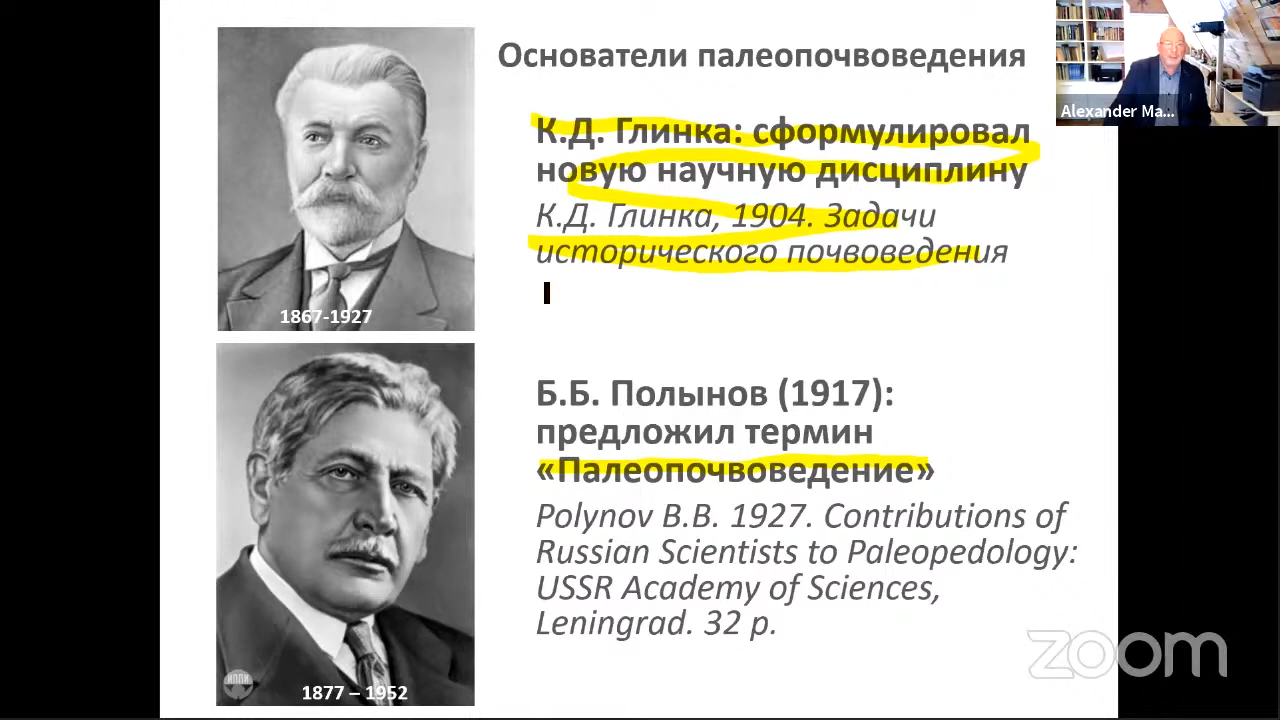 Основатели палеопочвоведения
Alexander Ma...
К.Д. Глинка: сформулировал
новую научную дисциплину
К.Д. Глинка, 1904. Задачи
исторического почвоведения
1867-1927
Б.Б. Полынов (1917):
предложил термин
«Палеопочвоведение»
Polynov B.B. 1927. Contributions of
Russian Scientists to Paleopedology:
USSR Academy of Sciences,
Leningrad. 32 p.
1877 – 1952
zoom